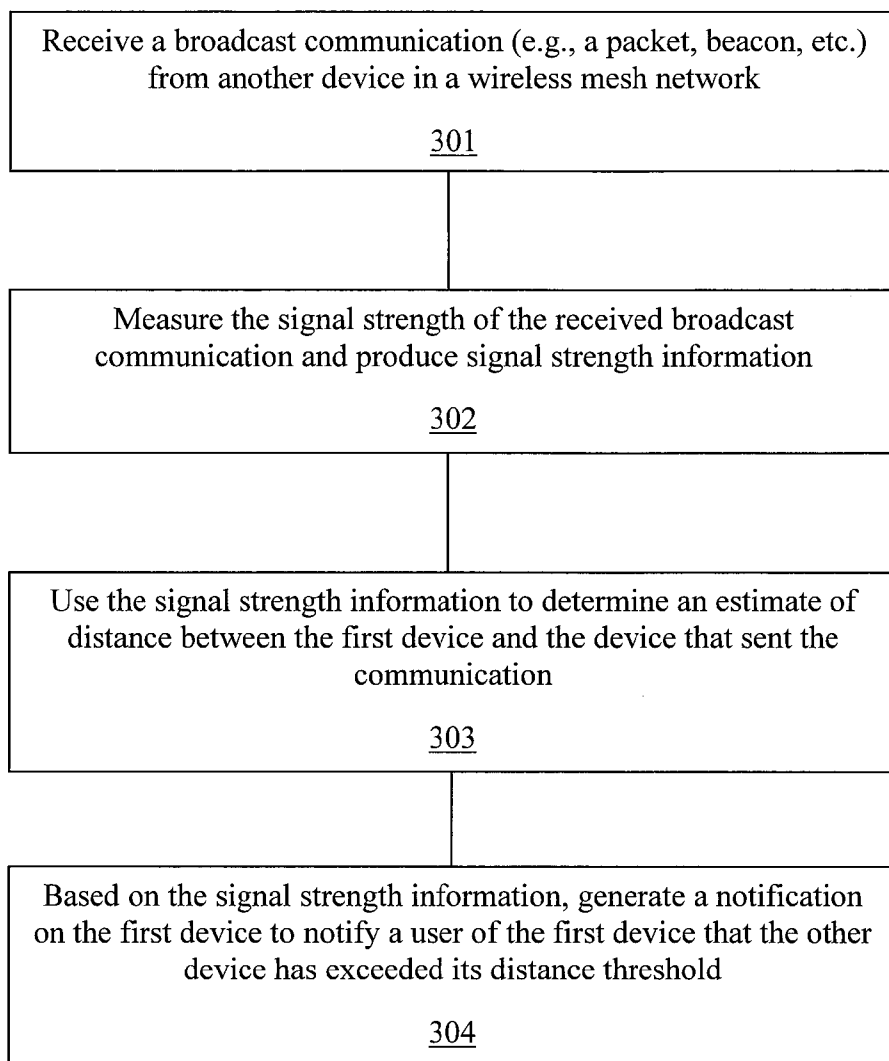 Receive a broadcast communication (e.g., a packet, beacon, etc.)
from another device in a wireless mesh network
301
Measure the signal strength of the received broadcast
communication and produce signal strength information
302
Use the signal strength information to determine an estimate of
distance between the first device and the device that sent the
communication
303
Based on the signal strength information, generate a notification
on the first device to notify a user of the first device that the other
device has exceeded its distance threshold
304